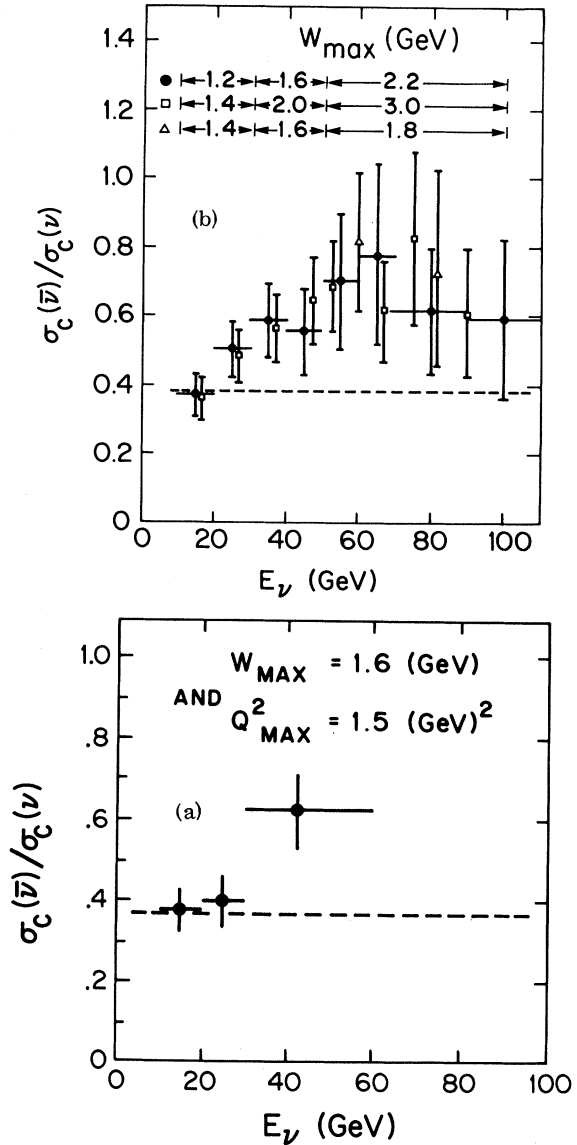 1.4
W_max (GeV)
● |←1.2→|←1.6→|←2.2→|
1.2
□ |←1.4→|←2.0→|←3.0→|
△ |←1.4→|←1.6→|←1.8→|
1.0
(b)
σ_c(ν̄)/σ_c(ν)
0.8
0.6
0.4
0.2
0
0 20 40 60 80 100
E_ν (GeV)
1.0
W_MAX = 1.6 (GeV)
AND
Q²_MAX = 1.5 (GeV)²
.8
(a)
σ_c(ν̄)/σ_c(ν)
.6
.4
.2
0
0 20 40 60 80 100
E_ν (GeV)